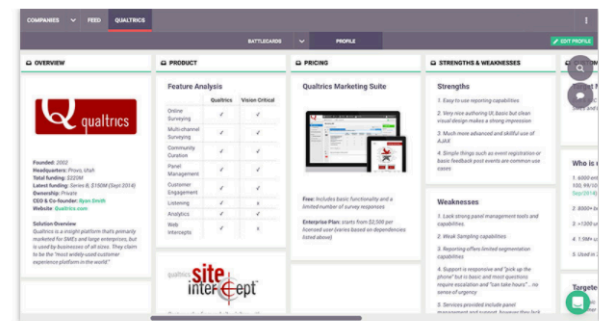 COMPANIES
FEED
QUALTRICS
BATTLECARDS
PROFILE
EDIT PROFILE
OVERVIEW
Qualtrics
Founded: 2002
Headquarters: Provo, Utah
Total funding: $220M
Latest funding: Series B, $150M (Sept 2014)
Ownership: Private
CEO & Co-founder: Ryan Smith
Website: Qualtrics.com
Solution Overview
Qualtrics is a insight platform that's primarily
marketed for SMEs and large enterprises, but
is used by businesses of all sizes. They claim
to be the "most widely-used customer
experience platform in the world."
PRODUCT
Feature Analysis
Qualtrics Vision Critical
Online
Surveying
Multi-channel
Surveying
Community
Curation
Panel
Management
Customer
Engagement
Listening
Analytics
Web
Intercepts
qualtrics
site
intercept
PRICING
Qualtrics Marketing Suite
Free: Includes basic functionality and a
limited number of survey responses
Enterprise Plan: starts from
licensed user (varies based on dependencies
listed above)
STRENGTHS & WEAKNESSES
Strengths
1. Easy to use reporting capabilities
2. Very nice authoring UI. Basic but clean
visual design makes a strong impression
3. Much more advanced and skillful use of
4. Simple things such as event registration or
basic feedback post events are common use
cases
Weaknesses
1. Lack strong panel management tools and
capabilities.
2. Weak Sampling capabilities
3. Reporting offers limited segmentation
capabilities
4. Support is responsive and "pick up the
phone" but is basic and most questions
require escalation and "can take hours"... no
sense of urgency
5. Services provided include panel
management and support, however they lack
Who is
Targete